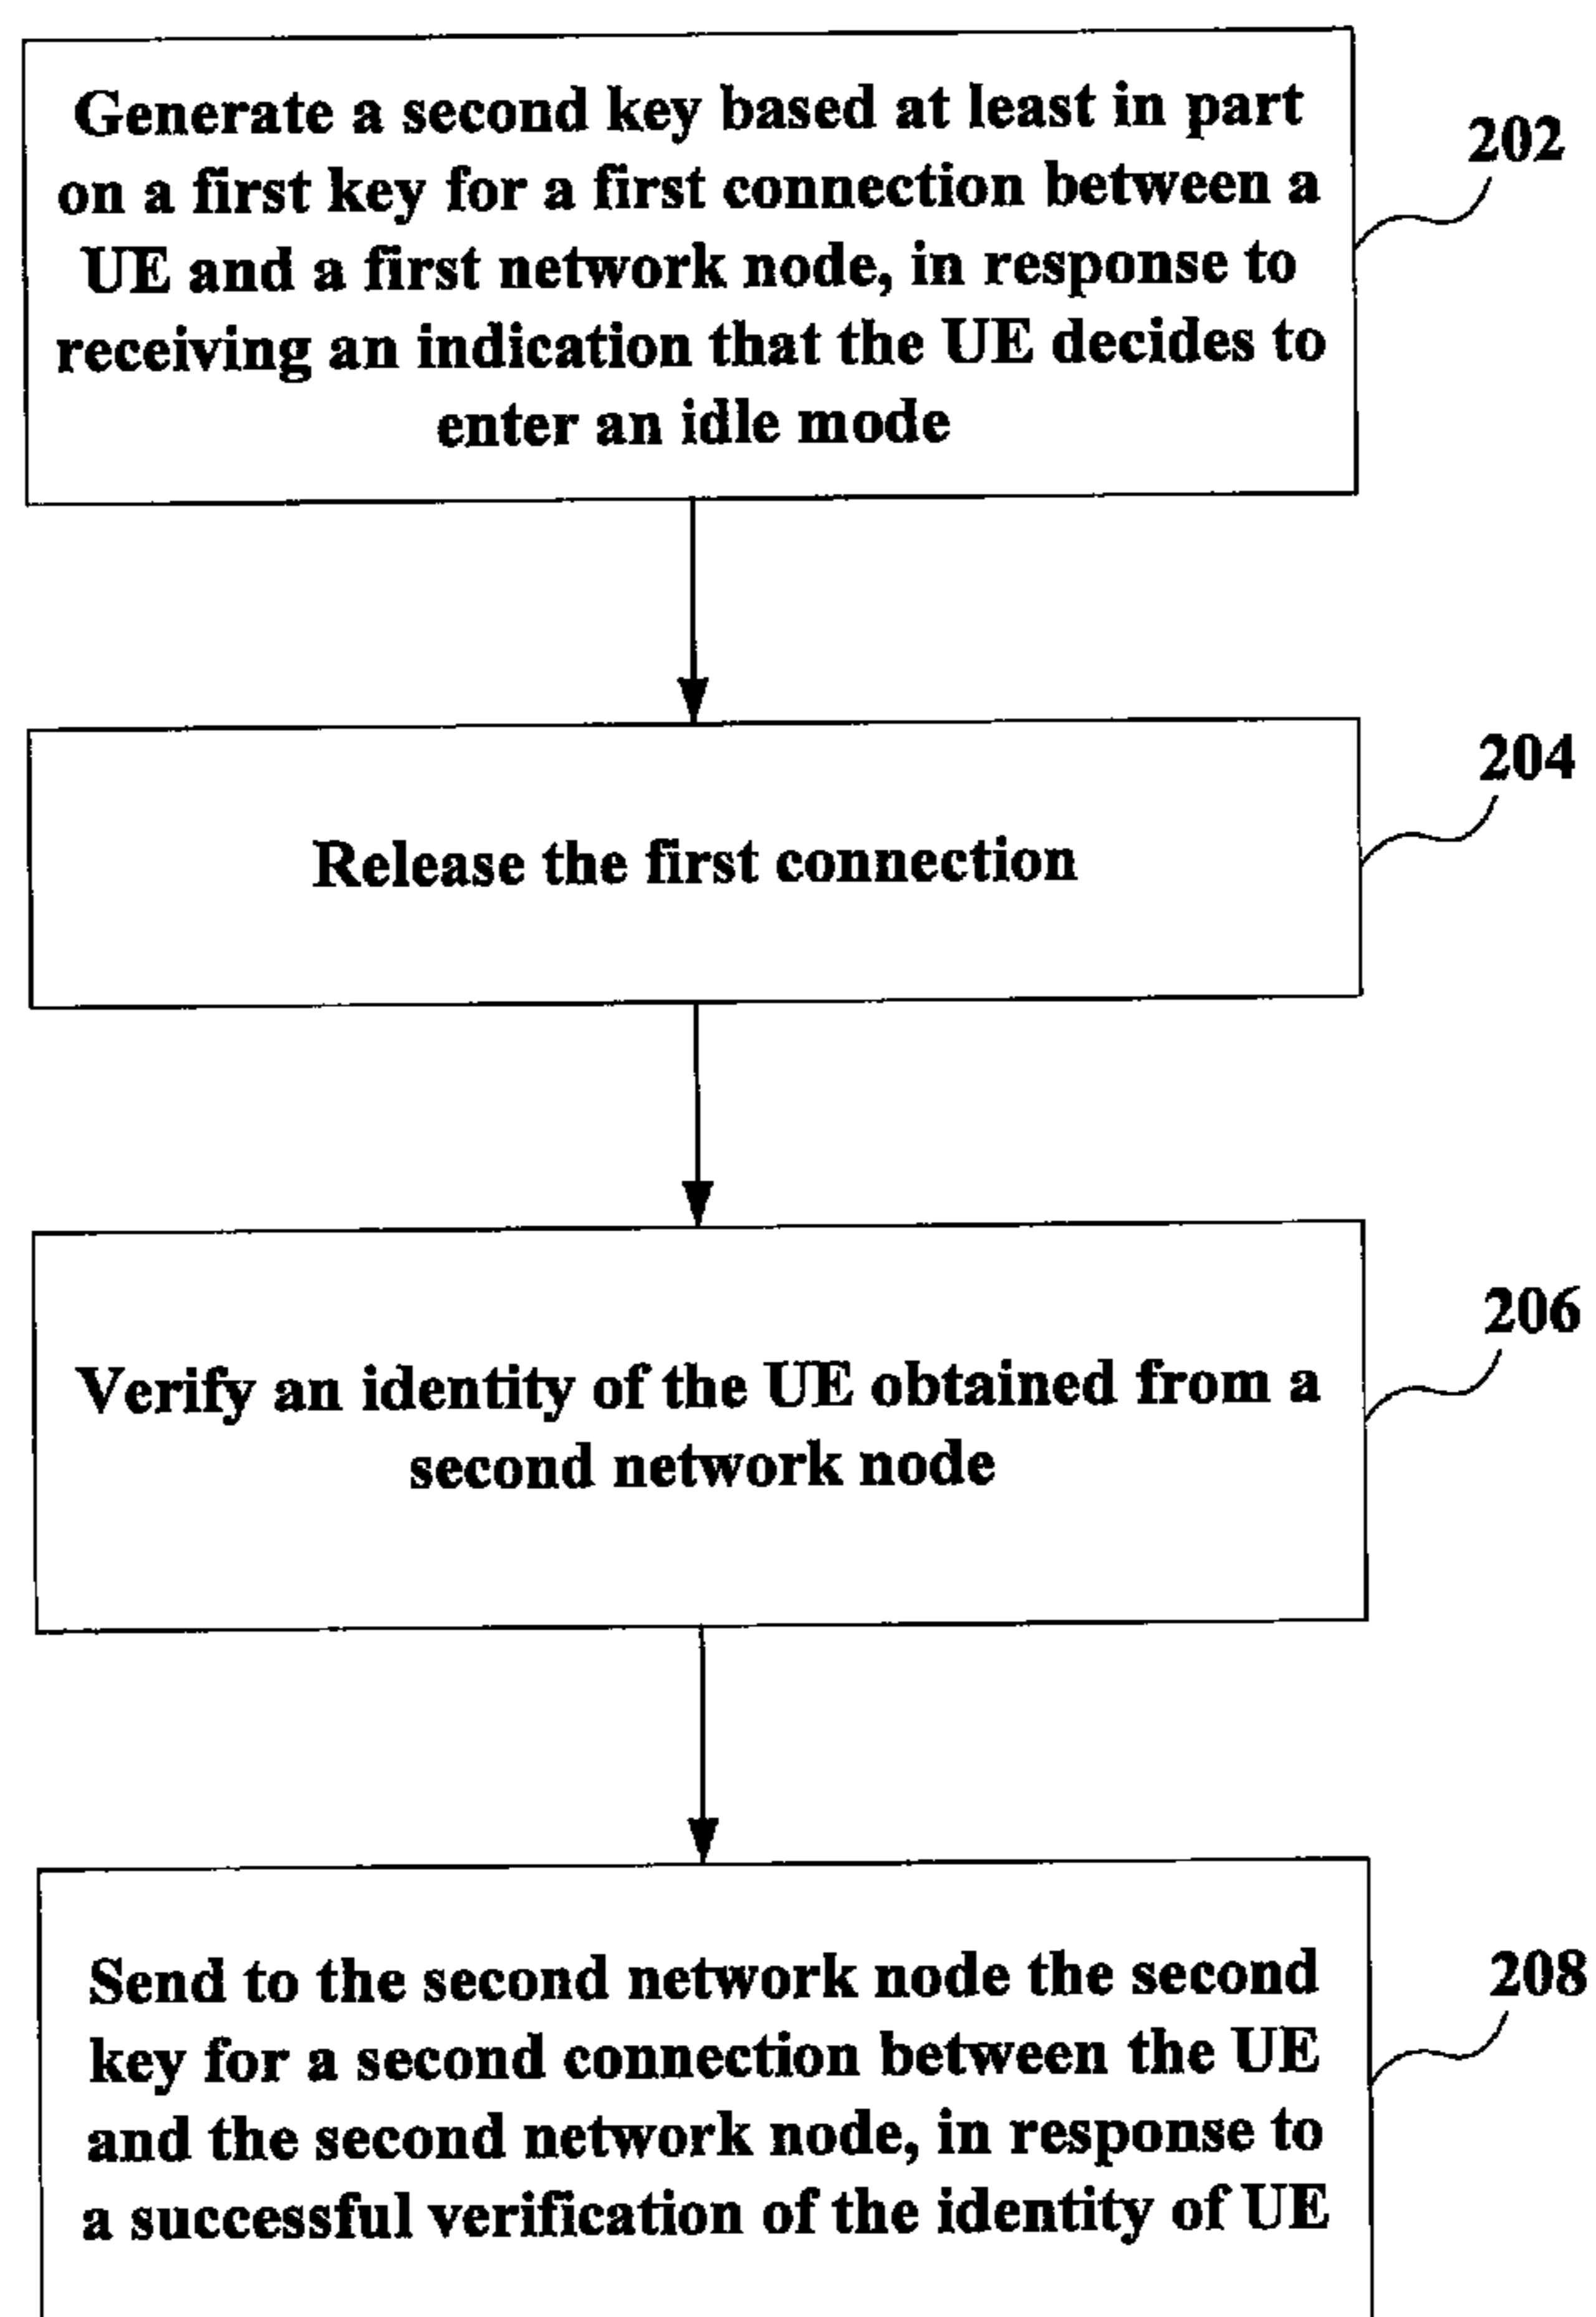 Generate a second key based at least in part
on a first key for a first connection between a
UE and a first network node, in response to
receiving an indication that the UE decides to
enter an idle mode
202
Release the first connection
204
Verify an identity of the UE obtained from a
second network node
206
Send to the second network node the second
key for a second connection between the UE
and the second network node, in response to
a successful verification of the identity of UE
208